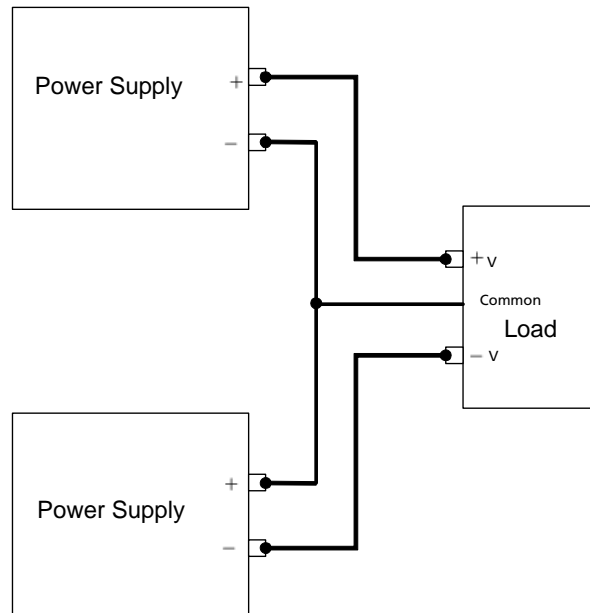 Power Supply
+
−
+ V
Common
Load
− V
+
Power Supply
−